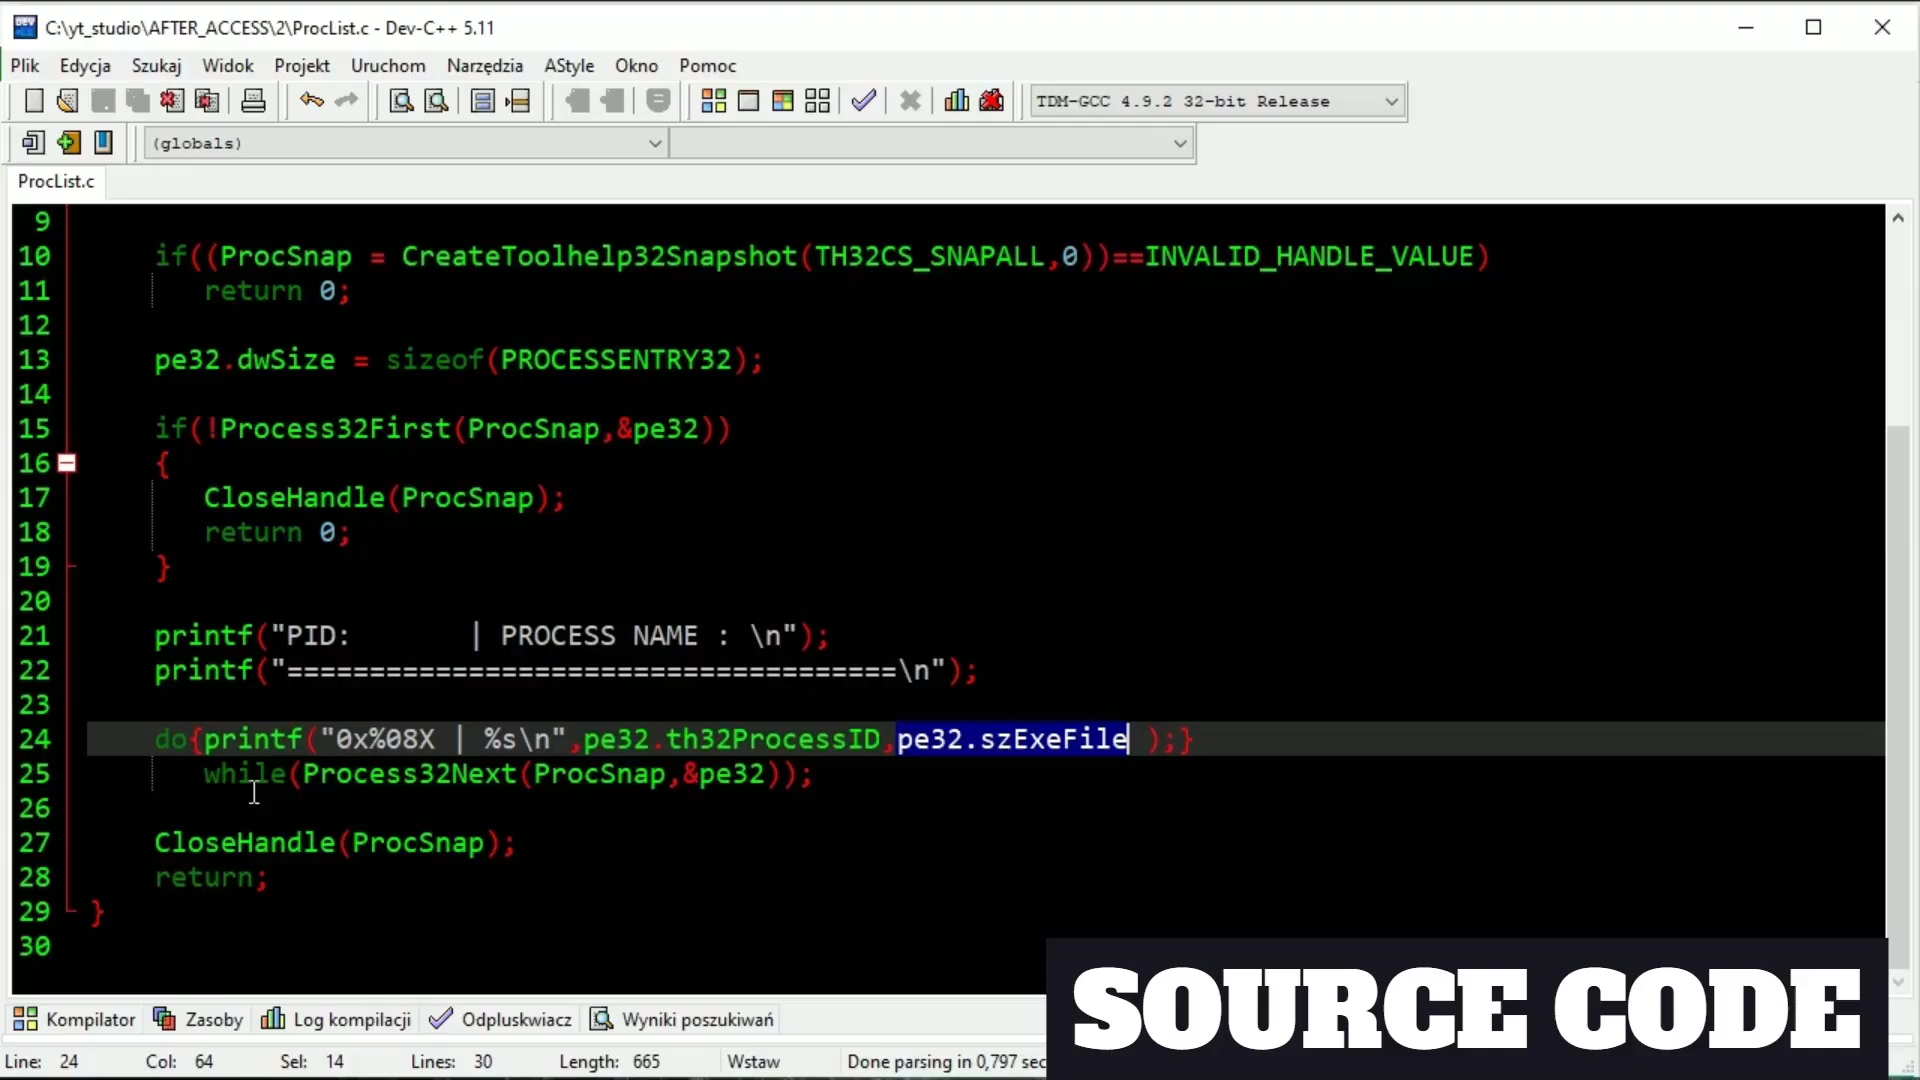 C:\yt_studio\AFTER_ACCESS\2\ProcList.c - Dev-C++ 5.11
Plik Edycja Szukaj Widok Projekt Uruchom Narzędzia AStyle Okno Pomoc
TDM-GCC 4.9.2 32-bit Release
(globals)
ProcList.c
9
10 if((ProcSnap = CreateToolhelp32Snapshot(TH32CS_SNAPALL,0))==INVALID_HANDLE_VALUE)
11 return 0;
12
13 pe32.dwSize = sizeof(PROCESSENTRY32);
14
15 if(!Process32First(ProcSnap,&pe32))
16 {
17 CloseHandle(ProcSnap);
18 return 0;
19 }
20
21 printf("PID:       | PROCESS NAME : \n");
22 printf("=====================================\n");
23
24 do{printf("0x%08X | %s\n",pe32.th32ProcessID,pe32.szExeFile );}
25 while(Process32Next(ProcSnap,&pe32));
26
27 CloseHandle(ProcSnap);
28 return;
29 }
30
SOURCE CODE
Kompilator Zasoby Log kompilacji Odpluskwiacz Wyniki poszukiwań
Line: 24 Col: 64 Sel: 14 Lines: 30 Length: 665 Wstaw Done parsing in 0,797 sec